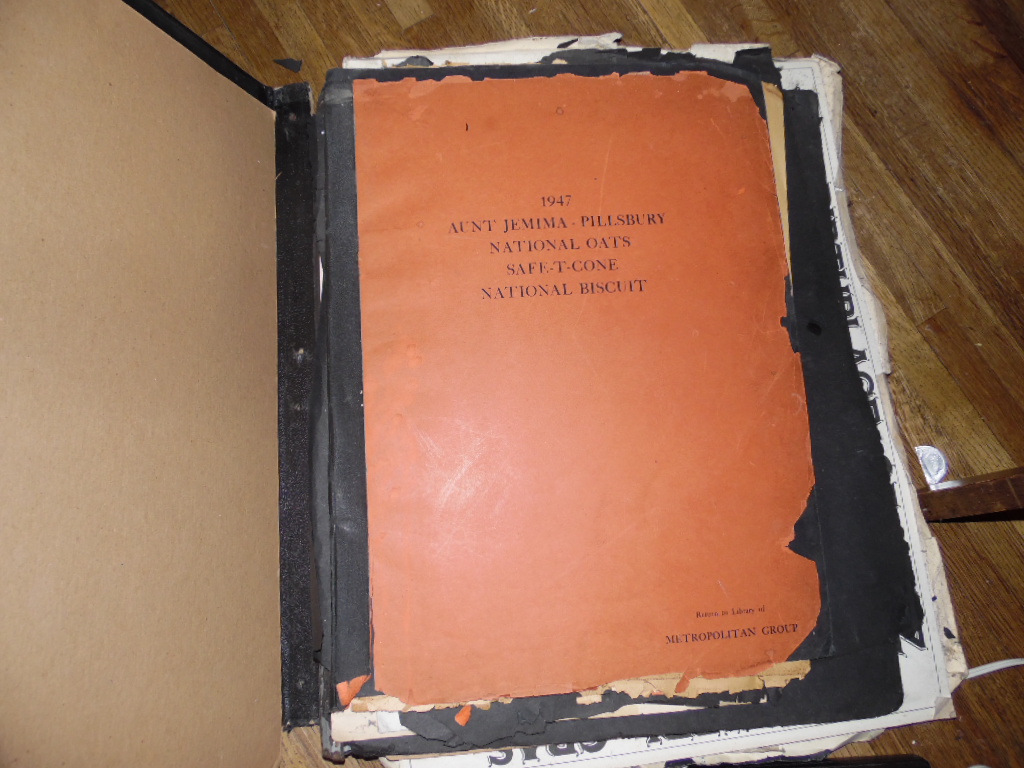 1947
AUNT JEMIMA - PILLSBURY
NATIONAL OATS
SAFE-T-CONE
NATIONAL BISCUIT
Return to Library of
METROPOLITAN GROUP